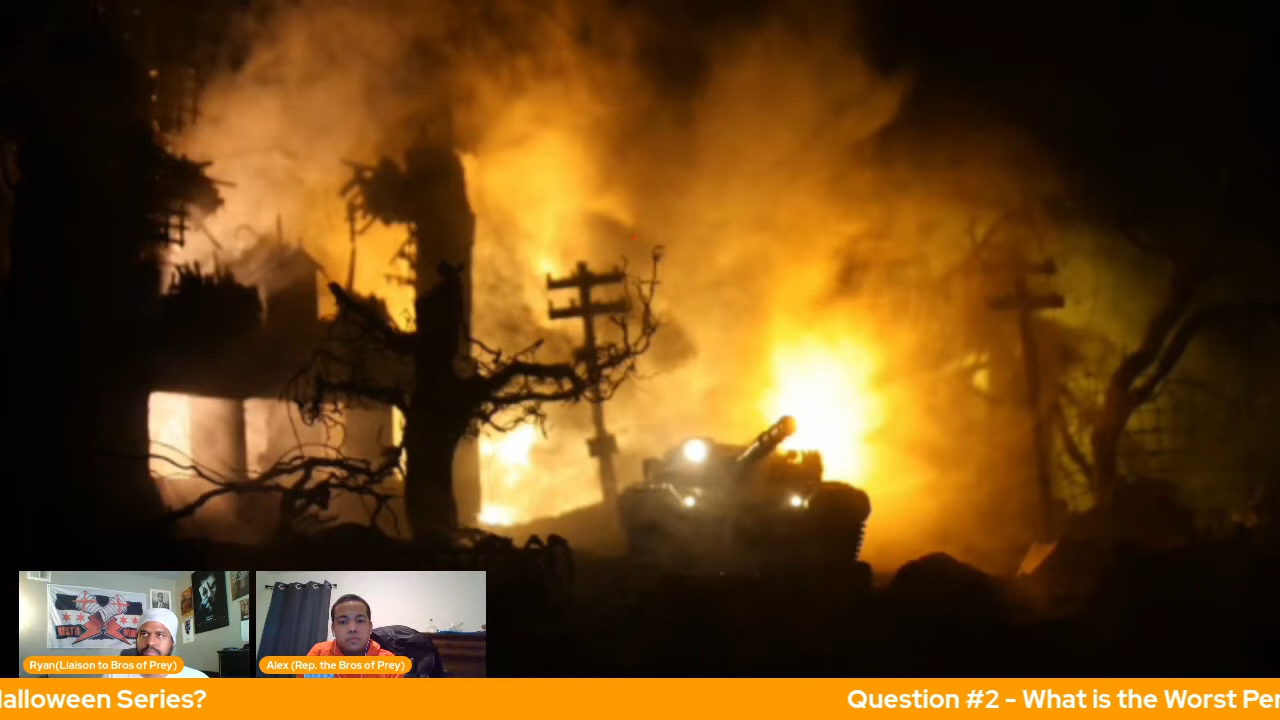 Ryan(Liaison to Bros of Prey)
Alex (Rep. the Bros of Prey)
Halloween Series?
Question #2 - What is the Worst Per